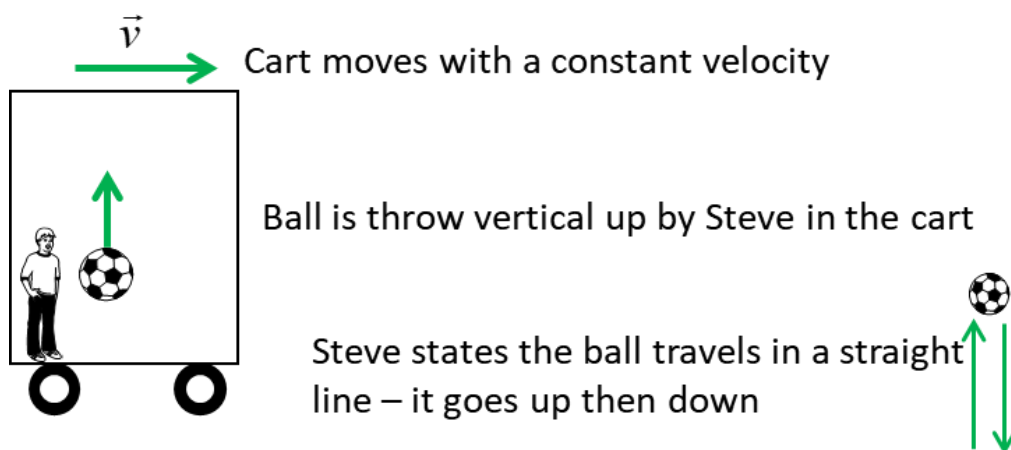 v⃗
Cart moves with a constant velocity
Ball is throw vertical up by Steve in the cart
Steve states the ball travels in a straight
line – it goes up then down